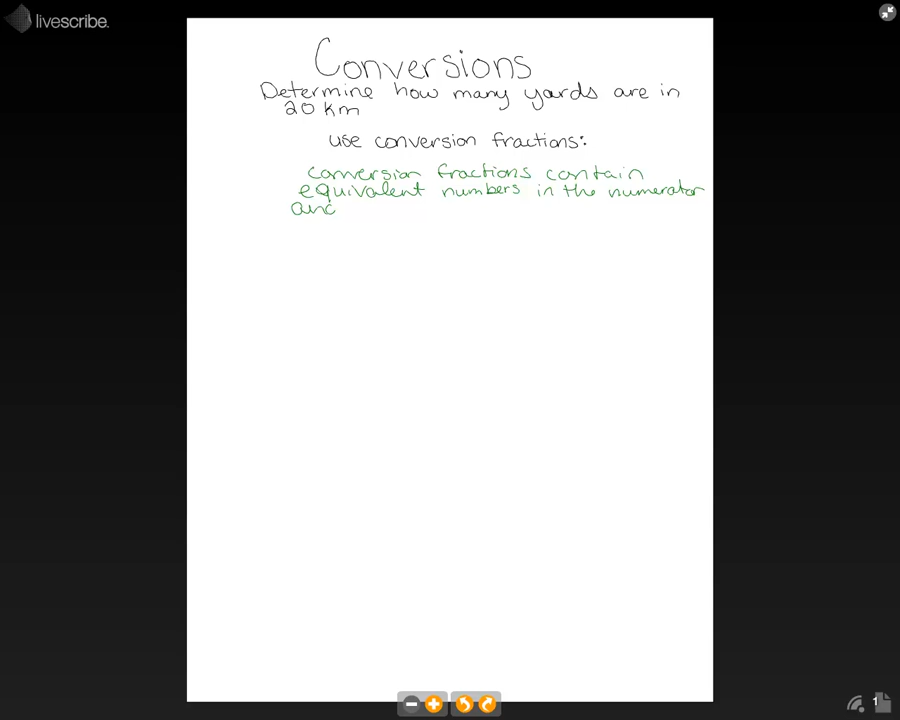 livescribe.
Conversions
Determine how many yards are in
20 km
use conversion fractions:
conversion fractions contain
equivalent numbers in the numerator
anc
1